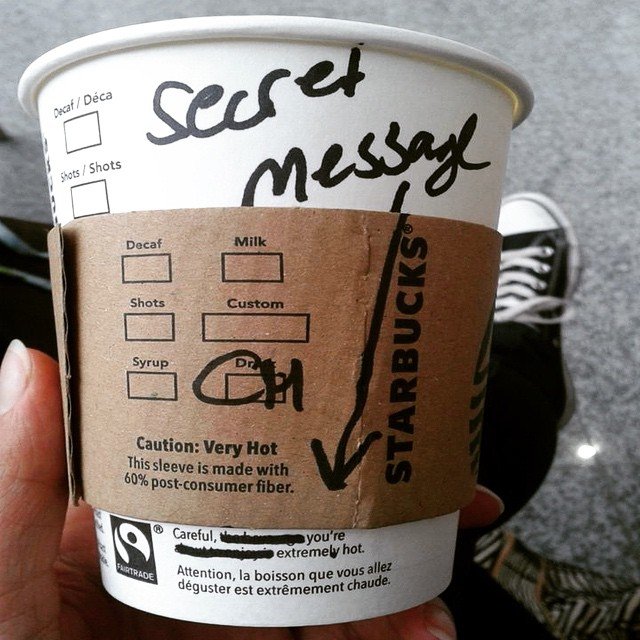 Decaf / Déca
secret
message
Shots / Shots
Decaf
Milk
Shots
Custom
Syrup
CH
STARBUCKS®
Caution: Very Hot
This sleeve is made with
60% post-consumer fiber.
FAIRTRADE
®
Careful, you're
extremely hot.
Attention, la boisson que vous allez
déguster est extrêmement chaude.